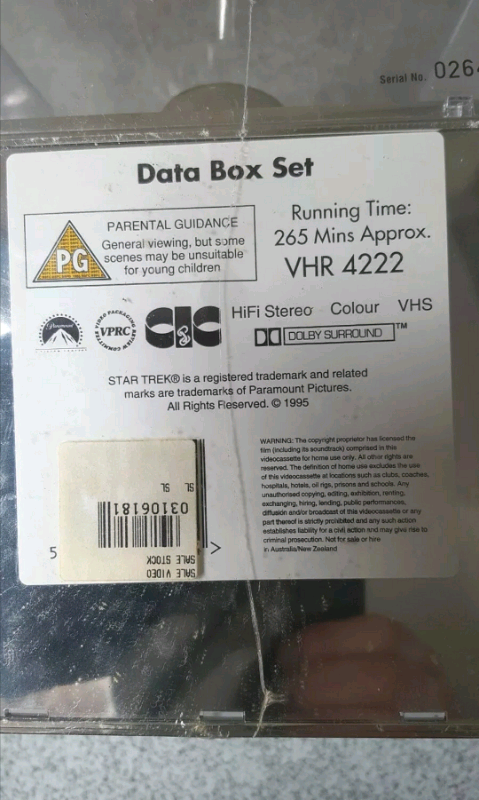 Serial No. 0264
Data Box Set
PG
PARENTAL GUIDANCE
General viewing, but some
scenes may be unsuitable
for young children
Running Time:
265 Mins Approx.
VHR 4222
Paramount
VIDEO PACKAGING REVIEW COMMITTEE
VPRC
CIC
HiFi Stereo Colour VHS
DOLBY SURROUND ™
STAR TREK® is a registered trademark and related
marks are trademarks of Paramount Pictures.
All Rights Reserved. © 1995
WARNING: The copyright proprietor has licensed the
film (including its soundtrack) comprised in this
videocassette for home use only. All other rights are
reserved. The definition of home use excludes the use
of this videocassette at locations such as clubs, coaches,
hospitals, hotels, oil rigs, prisons and schools. Any
unauthorised copying, editing, exhibition, renting,
exchanging, hiring, lending, public performances,
diffusion and/or broadcast of this videocassette or any
part thereof is strictly prohibited and any such action
establishes liability for a civil action and may give rise to
criminal prosecution. Not for sale or hire
in Australia/New Zealand
SALE VIDEO
SALE STOCK
03106181
SL
SL
5
>